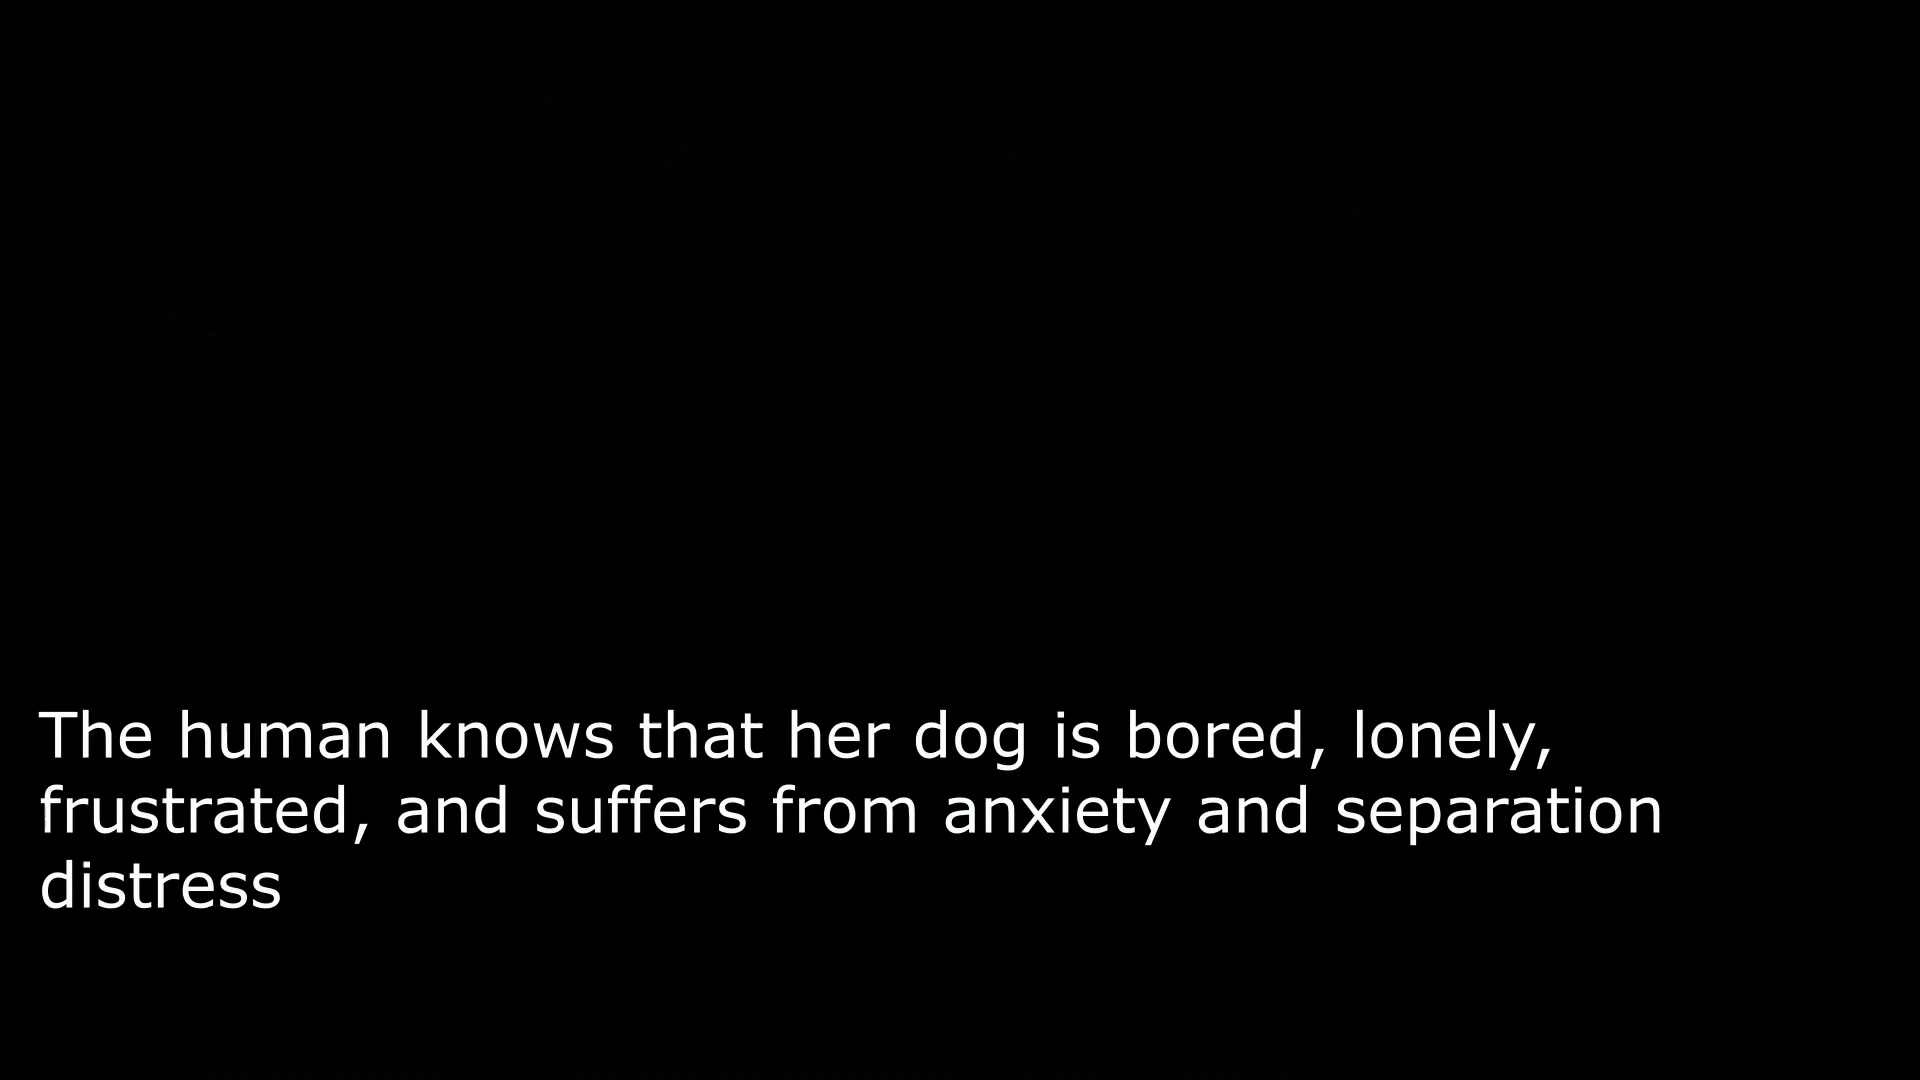 The human knows that her dog is bored, lonely,
frustrated, and suffers from anxiety and separation
distress